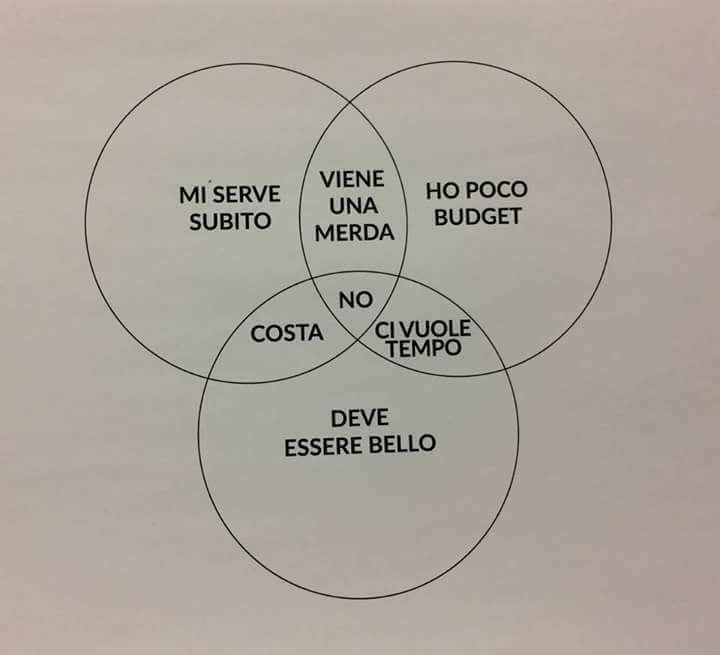 MI SERVE
SUBITO
VIENE
UNA
MERDA
HO POCO
BUDGET
NO
COSTA
CI VUOLE
TEMPO
DEVE
ESSERE BELLO